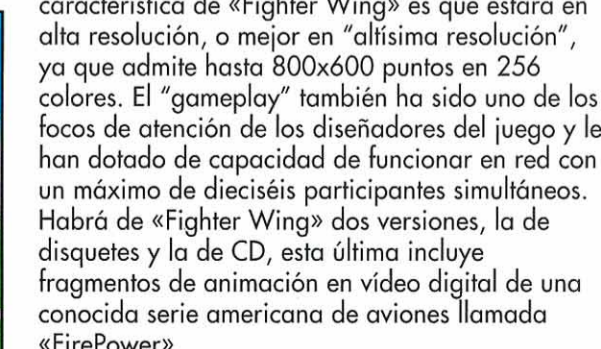 característica de «Fighter Wing» es que estará en
alta resolución, o mejor en "altísima resolución",
ya que admite hasta 800x600 puntos en 256
colores. El "gameplay" también ha sido uno de los
focos de atención de los diseñadores del juego y le
han dotado de capacidad de funcionar en red con
un máximo de dieciséis participantes simultáneos.
Habrá de «Fighter Wing» dos versiones, la de
disquetes y la de CD, esta última incluye
fragmentos de animación en vídeo digital de una
conocida serie americana de aviones llamada
«FirePower»